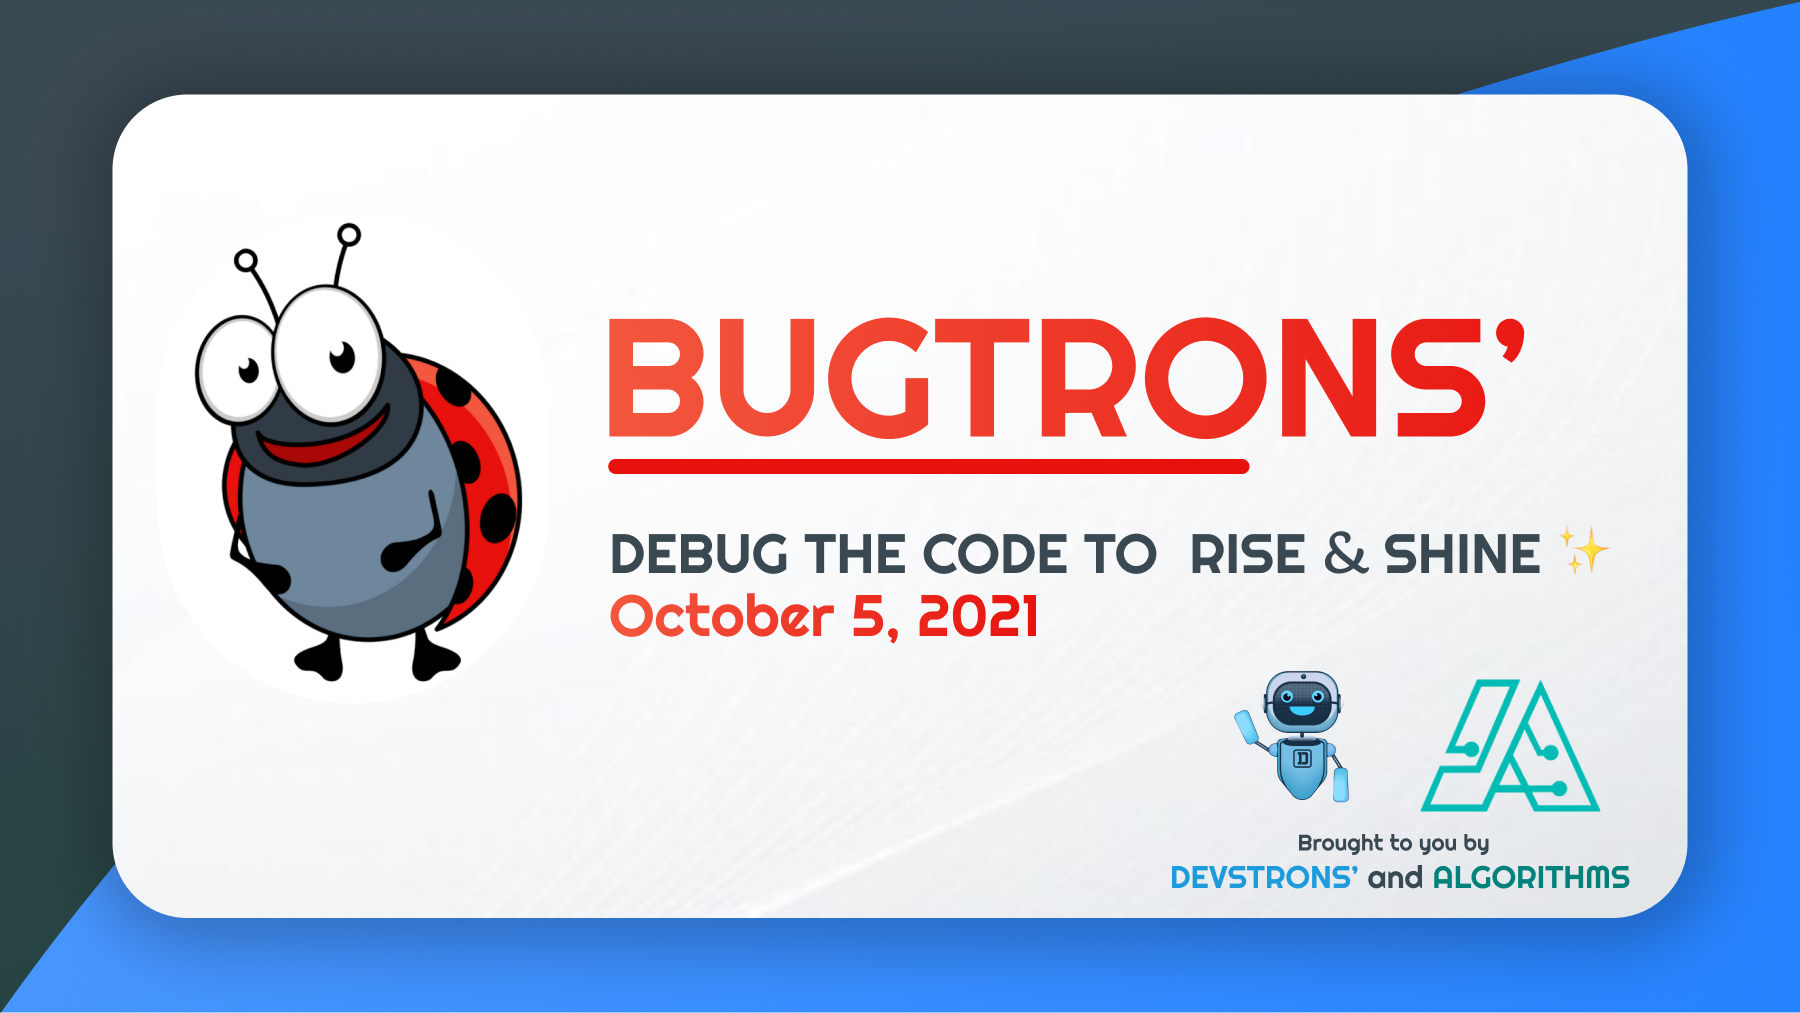 BUGTRONS’
DEBUG THE CODE TO RISE & SHINE ✨
October 5, 2021
D
Brought to you by
DEVSTRONS’ and ALGORITHMS